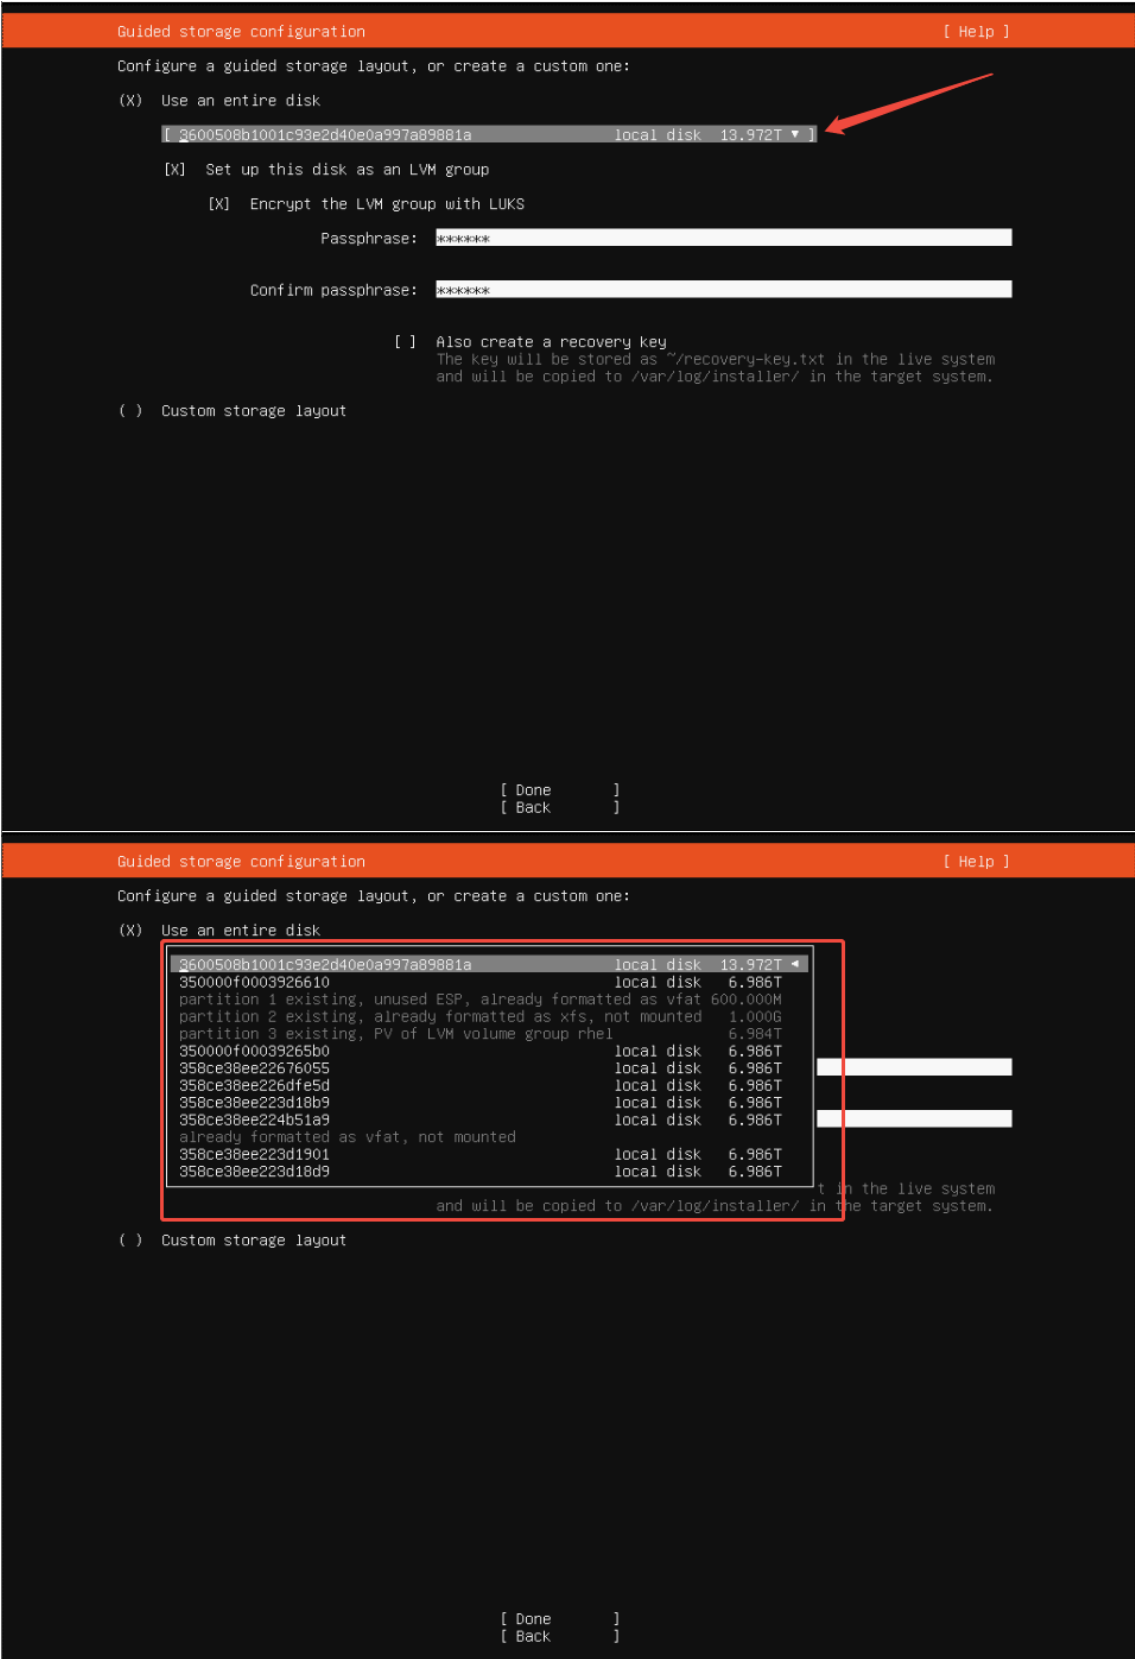 Guided storage configuration [ Help ]
Configure a guided storage layout, or create a custom one:
(X) Use an entire disk
[ 3600508b1001c93e2d40e0a997a89881a local disk 13.972T ▼ ]
[X] Set up this disk as an LVM group
[X] Encrypt the LVM group with LUKS
Passphrase: ******
Confirm passphrase: ******
[ ] Also create a recovery key
The key will be stored as ~/recovery-key.txt in the live system
and will be copied to /var/log/installer/ in the target system.
( ) Custom storage layout
[ Done ]
[ Back ]
Guided storage configuration [ Help ]
Configure a guided storage layout, or create a custom one:
(X) Use an entire disk
3600508b1001c93e2d40e0a997a89881a local disk 13.972T ◄
350000f0003926610 local disk 6.986T
partition 1 existing, unused ESP, already formatted as vfat 600.000M
partition 2 existing, already formatted as xfs, not mounted 1.000G
partition 3 existing, PV of LVM volume group rhel 6.984T
350000f00039265b0 local disk 6.986T
358ce38ee22676055 local disk 6.986T
358ce38ee226dfe5d local disk 6.986T
358ce38ee223d18b9 local disk 6.986T
358ce38ee224b51a9 local disk 6.986T
already formatted as vfat, not mounted
358ce38ee223d1901 local disk 6.986T
358ce38ee223d18d9 local disk 6.986T
t in the live system
and will be copied to /var/log/installer/ in the target system.
( ) Custom storage layout
[ Done ]
[ Back ]